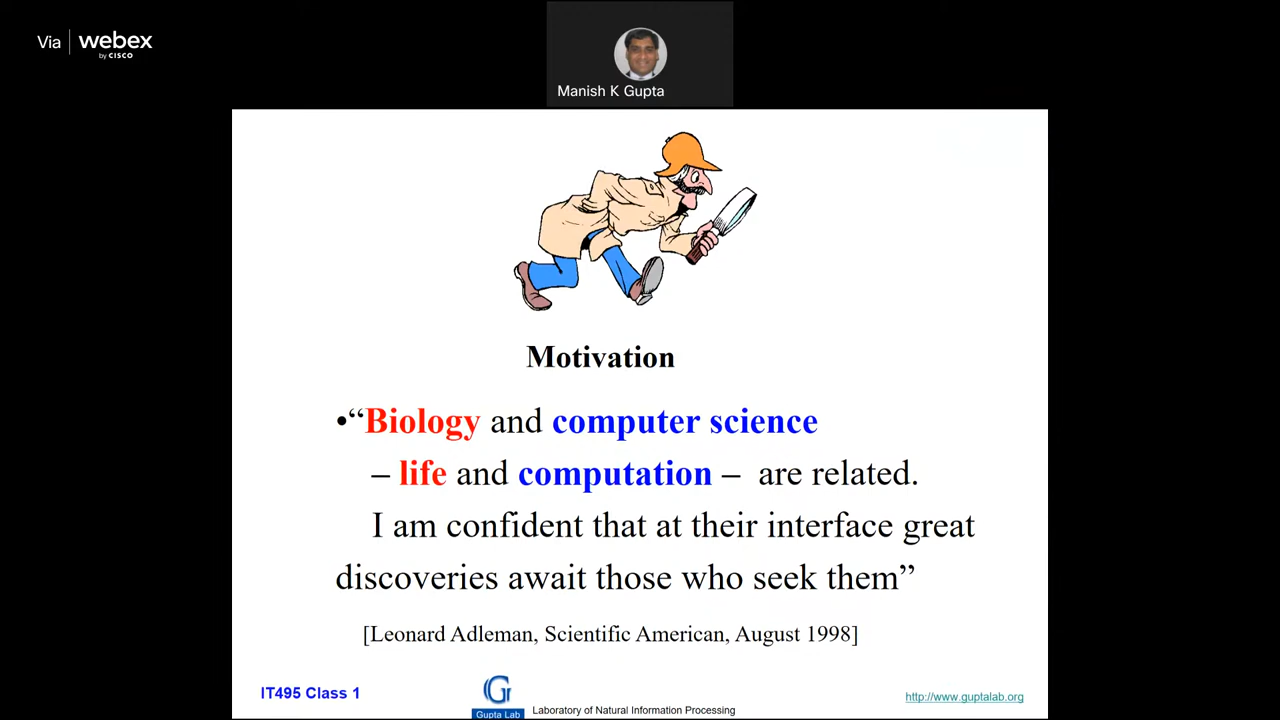 Via webex
by CISCO
Manish K Gupta
Motivation
•“Biology and computer science
– life and computation – are related.
I am confident that at their interface great
discoveries await those who seek them”
[Leonard Adleman, Scientific American, August 1998]
IT495 Class 1
G
Gupta Lab
Laboratory of Natural Information Processing
http://www.guptalab.org